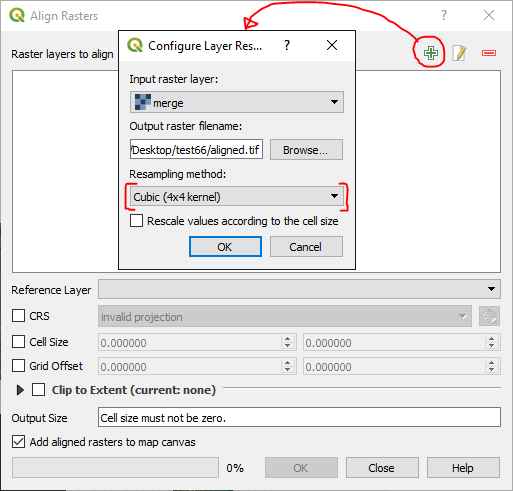 Align Rasters
Raster layers to align
Configure Layer Res...
Input raster layer:
merge
Output raster filename:
/Desktop/test66/aligned.tif
Browse...
Resampling method:
Cubic (4x4 kernel)
Rescale values according to the cell size
OK
Cancel
Reference Layer
CRS
invalid projection
Cell Size
0.000000
0.000000
Grid Offset
0.000000
0.000000
Clip to Extent (current: none)
Output Size
Cell size must not be zero.
Add aligned rasters to map canvas
0%
OK
Close
Help